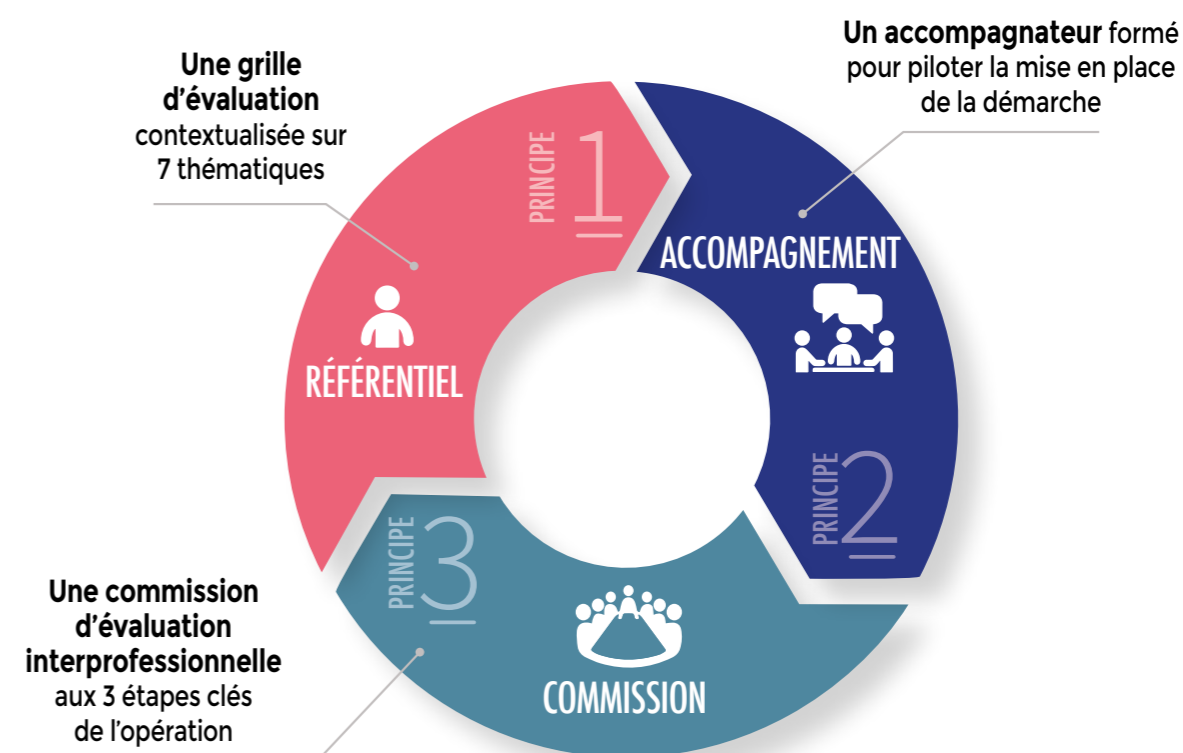 Une grille
d'évaluation
contextualisée sur
7 thématiques
Un accompagnateur formé
pour piloter la mise en place
de la démarche
PRINCIPE 1
RÉFÉRENTIEL
ACCOMPAGNEMENT
PRINCIPE 2
PRINCIPE 3
COMMISSION
Une commission
d'évaluation
interprofessionnelle
aux 3 étapes clés
de l'opération